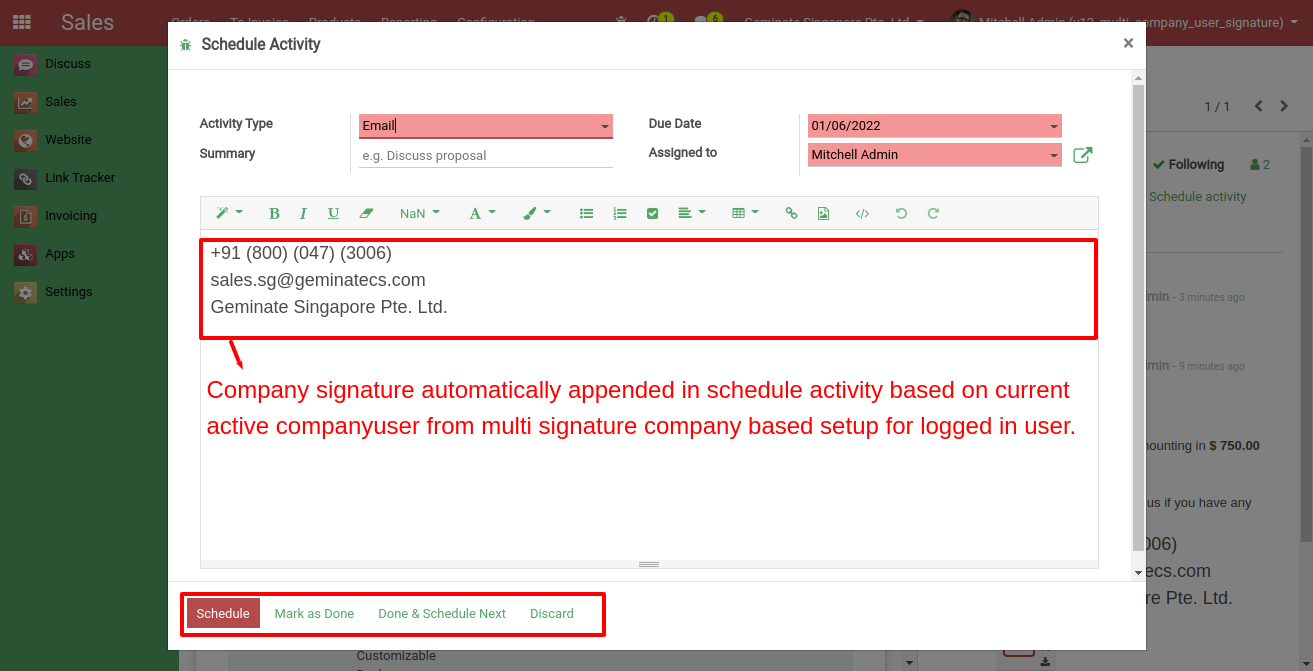 Sales
Orders To Invoice Products Reporting Configuration 1 6 Geminate Singapore Pte. Ltd. Mitchell Admin (v13_multi_company_user_signature)
Discuss
Sales
Website
Link Tracker
Invoicing
Apps
Settings
Schedule Activity ×
Activity Type Email Due Date 01/06/2022
Summary e.g. Discuss proposal Assigned to Mitchell Admin
B I U NaN A
+91 (800) (047) (3006)
sales.sg@geminatecs.com
Geminate Singapore Pte. Ltd.
Company signature automatically appended in schedule activity based on current
active companyuser from multi signature company based setup for logged in user.
Schedule Mark as Done Done & Schedule Next Discard
1 / 1
Following 2
Schedule activity
min - 3 minutes ago
min - 9 minutes ago
ounting in $ 750.00
us if you have any
006)
ecs.com
re Pte. Ltd.
Customizable